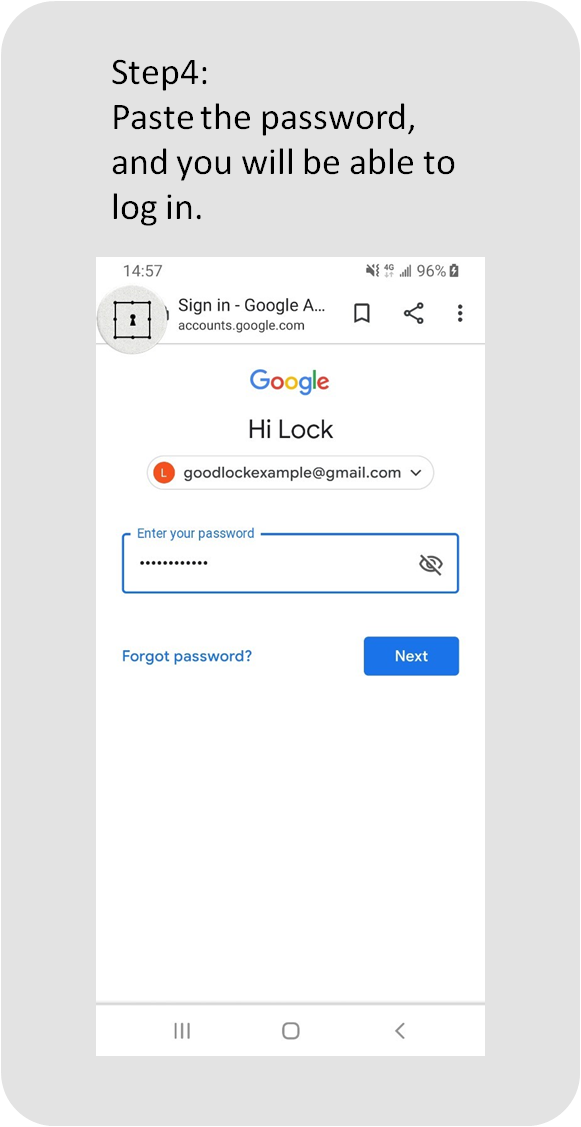 Step4:
Paste the password,
and you will be able to
log in.
14:57
4G
96%
Sign in - Google A...
accounts.google.com
Google
Hi Lock
L
goodlockexample@gmail.com
Enter your password
••••••••••••
Forgot password?
Next